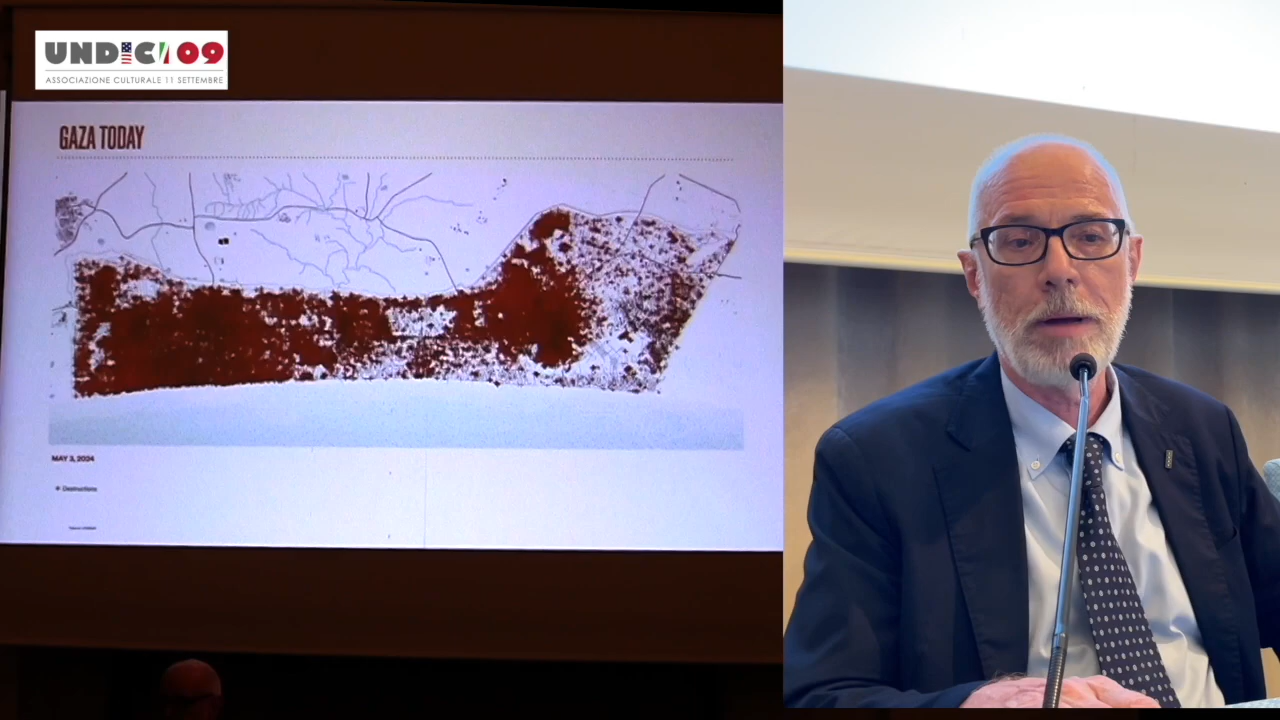 UNDICI09
ASSOCIAZIONE CULTURALE 11 SETTEMBRE
GAZA TODAY
MAY 3, 2024
Destructions